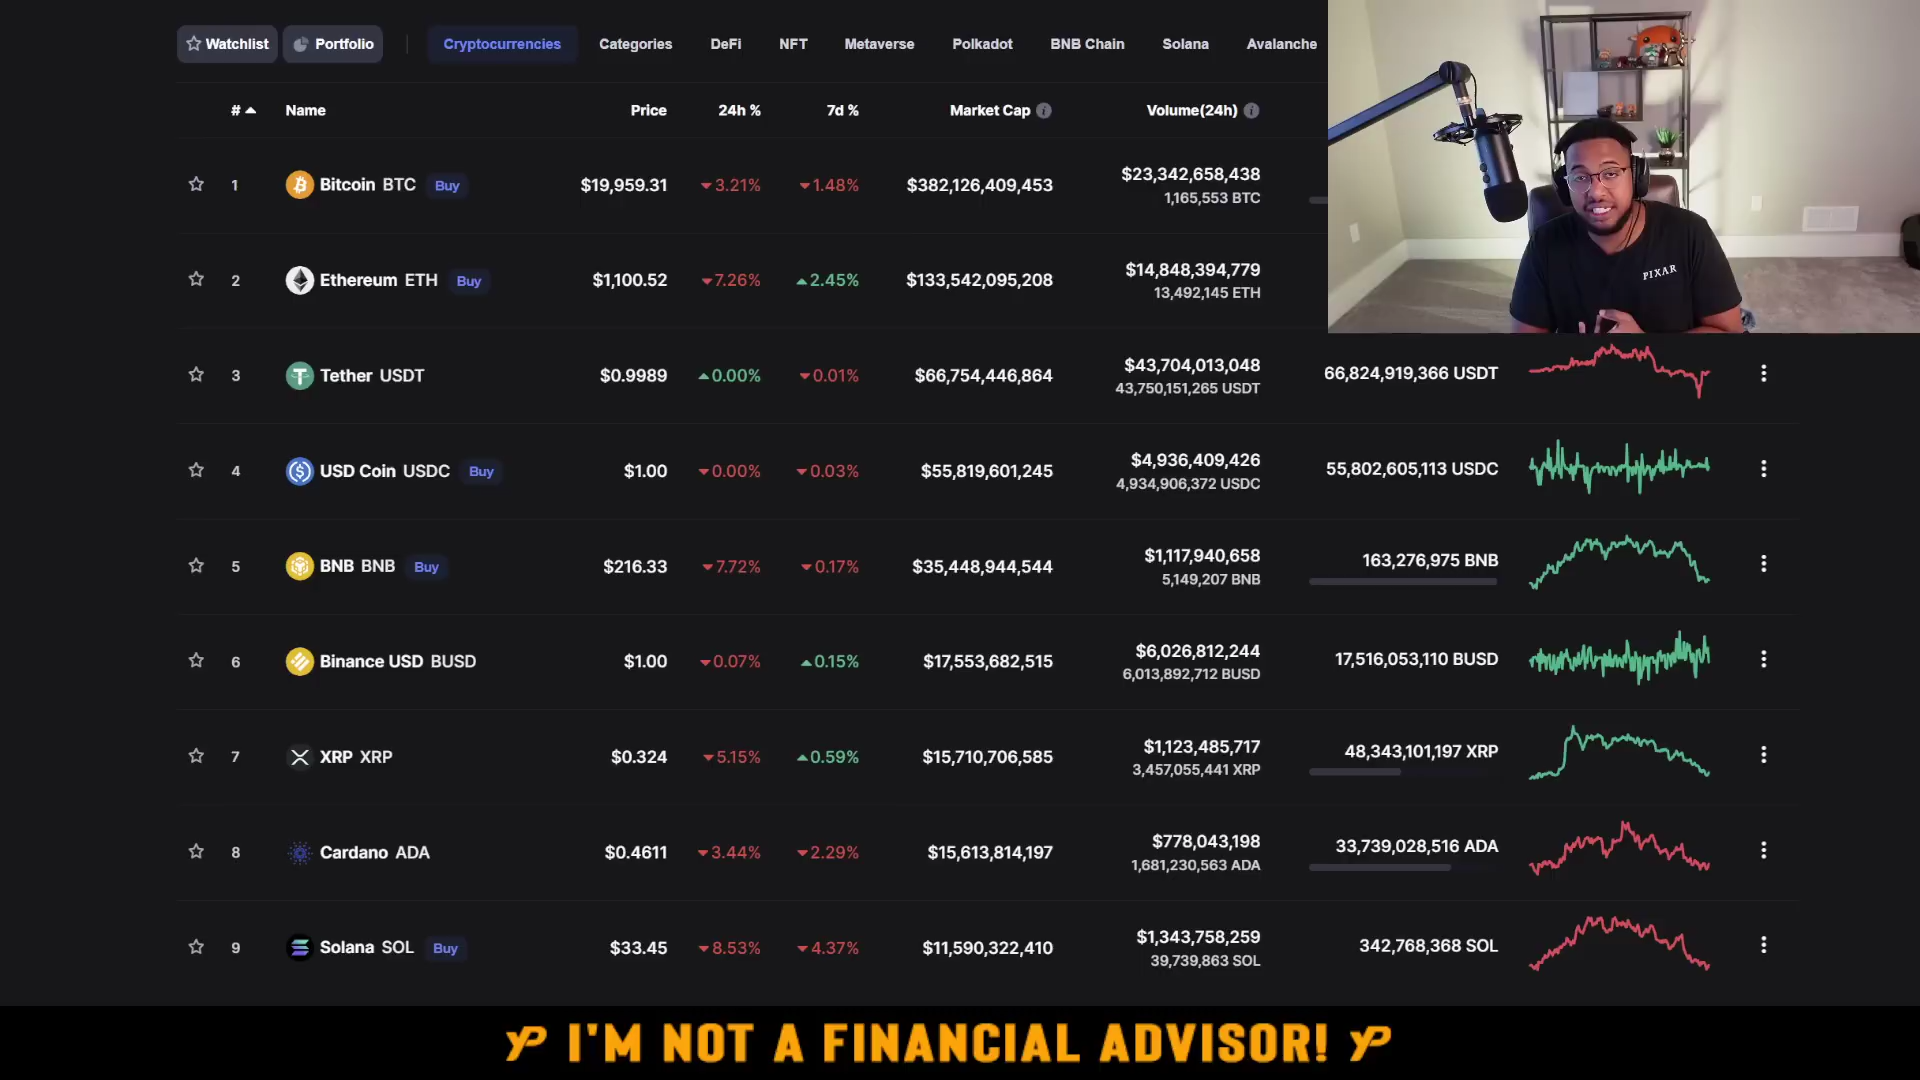 Watchlist Portfolio Cryptocurrencies Categories DeFi NFT Metaverse Polkadot BNB Chain Solana Avalanche
# Name Price 24h % 7d % Market Cap Volume(24h)
1 Bitcoin BTC Buy $19,959.31 3.21% 1.48% $382,126,409,453 $23,342,658,438
1,165,553 BTC
2 Ethereum ETH Buy $1,100.52 7.26% 2.45% $133,542,095,208 $14,848,394,779
13,492,145 ETH
PIXAR
3 Tether USDT $0.9989 0.00% 0.01% $66,754,446,864 $43,704,013,048 66,824,919,366 USDT
43,750,151,265 USDT
4 USD Coin USDC Buy $1.00 0.00% 0.03% $55,819,601,245 $4,936,409,426 55,802,605,113 USDC
4,934,906,372 USDC
5 BNB BNB Buy $216.33 7.72% 0.17% $35,448,944,544 $1,117,940,658 163,276,975 BNB
5,149,207 BNB
6 Binance USD BUSD $1.00 0.07% 0.15% $17,553,682,515 $6,026,812,244 17,516,053,110 BUSD
6,013,892,712 BUSD
7 XRP XRP $0.324 5.15% 0.59% $15,710,706,585 $1,123,485,717 48,343,101,197 XRP
3,457,055,441 XRP
8 Cardano ADA $0.4611 3.44% 2.29% $15,613,814,197 $778,043,198 33,739,028,516 ADA
1,681,230,563 ADA
9 Solana SOL Buy $33.45 8.53% 4.37% $11,590,322,410 $1,343,758,259 342,768,368 SOL
39,739,863 SOL
YP I'M NOT A FINANCIAL ADVISOR! YP